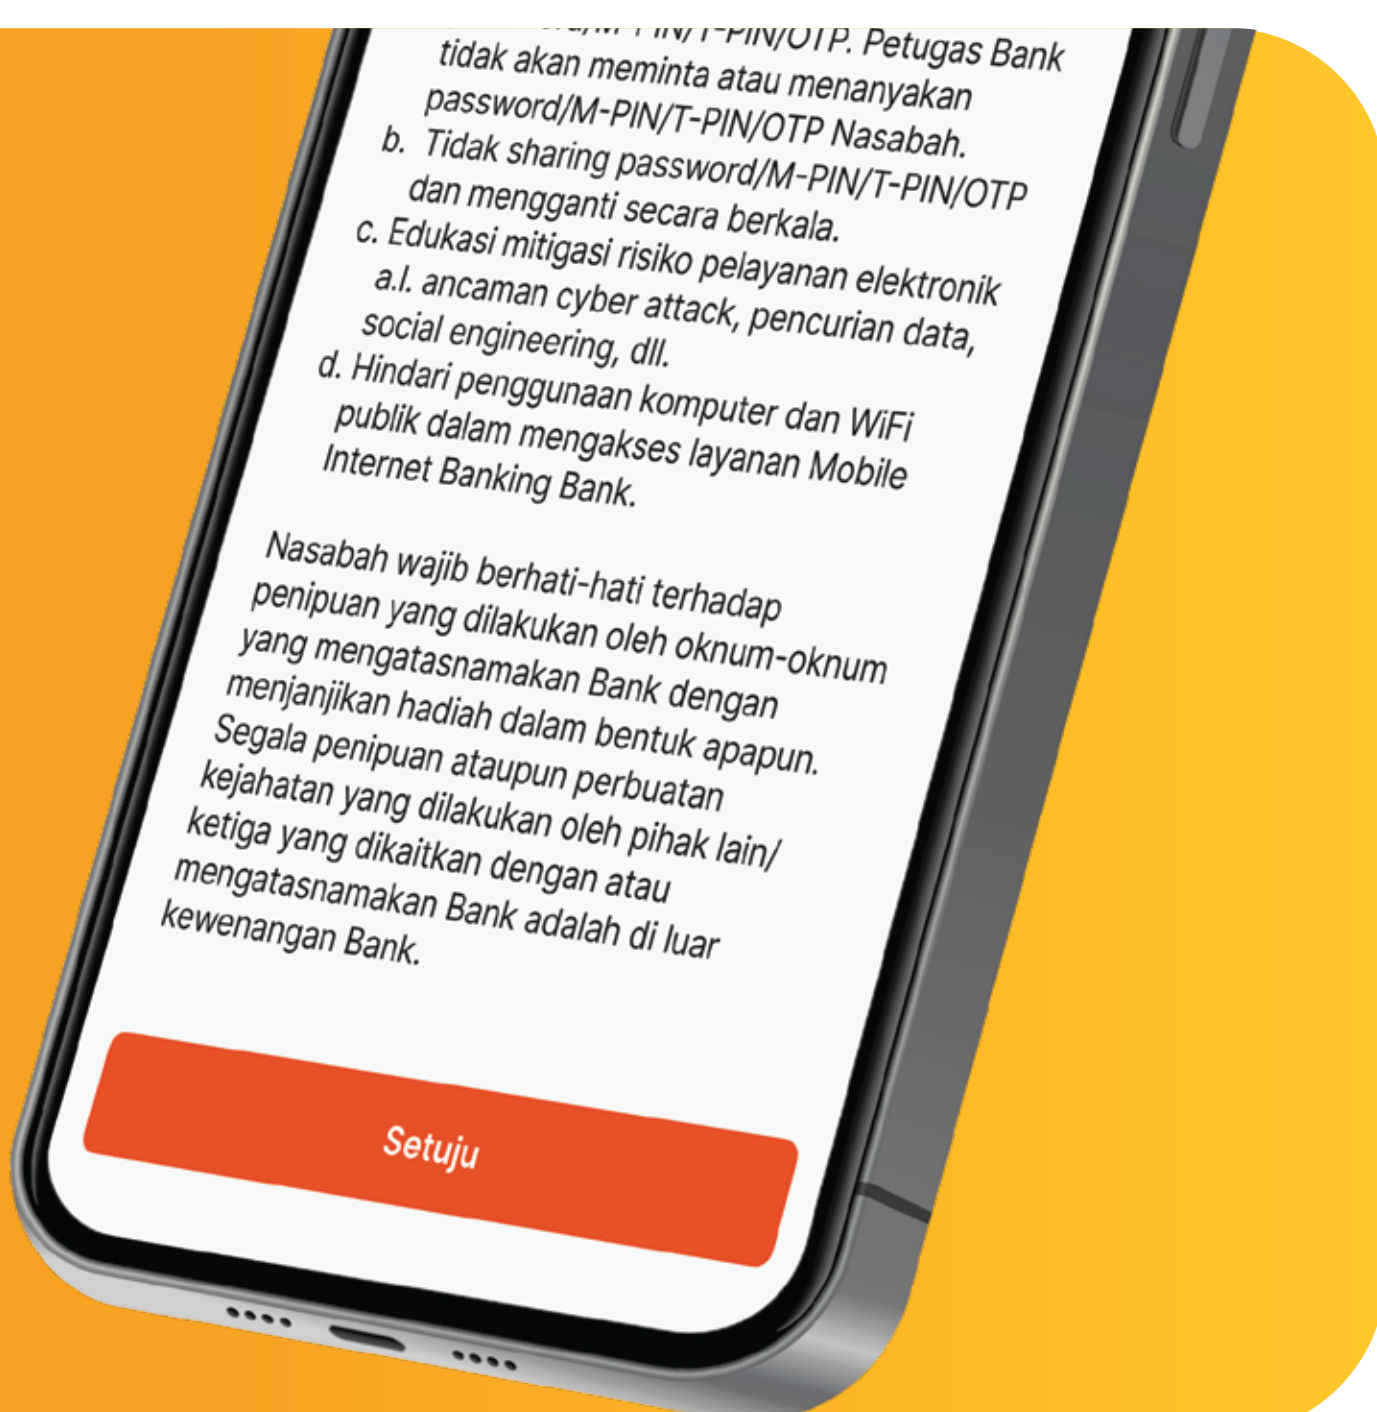 Petugas Bank
tidak akan meminta atau menanyakan
password/M-PIN/T-PIN/OTP Nasabah.
b. Tidak sharing password/M-PIN/T-PIN/OTP
dan mengganti secara berkala.
c. Edukasi mitigasi risiko pelayanan elektronik
a.l. ancaman cyber attack, pencurian data,
social engineering, dll.
d. Hindari penggunaan komputer dan WiFi
publik dalam mengakses layanan Mobile
Internet Banking Bank.
Nasabah wajib berhati-hati terhadap
penipuan yang dilakukan oleh oknum-oknum
yang mengatasnamakan Bank dengan
menjanjikan hadiah dalam bentuk apapun.
Segala penipuan ataupun perbuatan
kejahatan yang dilakukan oleh pihak lain/
ketiga yang dikaitkan dengan atau
mengatasnamakan Bank adalah di luar
kewenangan Bank.
Setuju